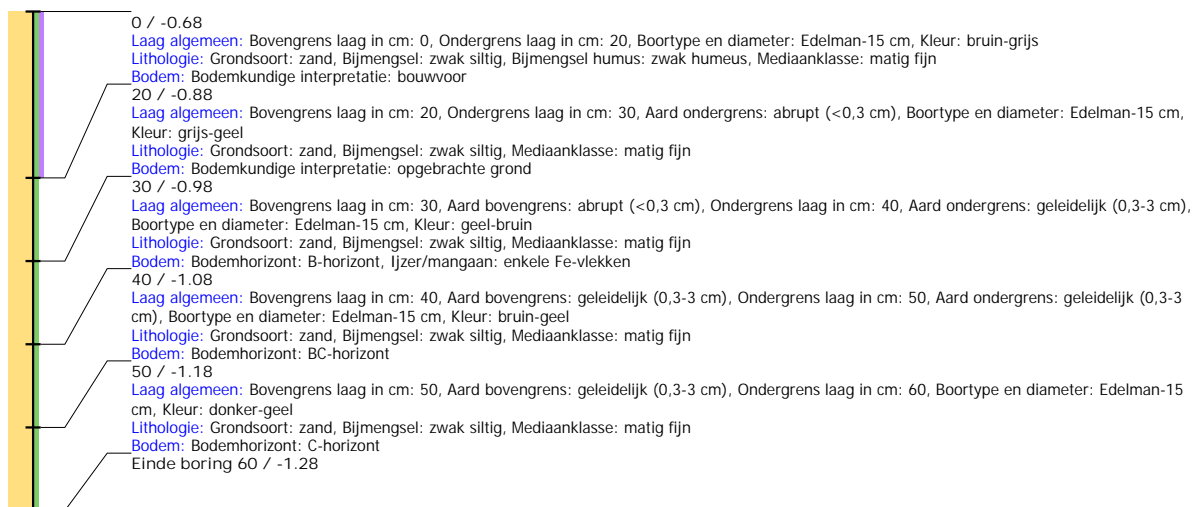 0 / -0.68
Laag algemeen: Bovengrens laag in cm: 0, Ondergrens laag in cm: 20, Boortype en diameter: Edelman-15 cm, Kleur: bruin-grijs
Lithologie: Grondsoort: zand, Bijmengsel: zwak siltig, Bijmengsel humus: zwak humeus, Mediaanklasse: matig fijn
Bodem: Bodemkundige interpretatie: bouwvoor
20 / -0.88
Laag algemeen: Bovengrens laag in cm: 20, Ondergrens laag in cm: 30, Aard ondergrens: abrupt (<0,3 cm), Boortype en diameter: Edelman-15 cm,
Kleur: grijs-geel
Lithologie: Grondsoort: zand, Bijmengsel: zwak siltig, Mediaanklasse: matig fijn
Bodem: Bodemkundige interpretatie: opgebrachte grond
30 / -0.98
Laag algemeen: Bovengrens laag in cm: 30, Aard bovengrens: abrupt (<0,3 cm), Ondergrens laag in cm: 40, Aard ondergrens: geleidelijk (0,3-3 cm),
Boortype en diameter: Edelman-15 cm, Kleur: geel-bruin
Lithologie: Grondsoort: zand, Bijmengsel: zwak siltig, Mediaanklasse: matig fijn
Bodem: Bodemhorizont: B-horizont, Ijzer/mangaan: enkele Fe-vlekken
40 / -1.08
Laag algemeen: Bovengrens laag in cm: 40, Aard bovengrens: geleidelijk (0,3-3 cm), Ondergrens laag in cm: 50, Aard ondergrens: geleidelijk (0,3-3
cm), Boortype en diameter: Edelman-15 cm, Kleur: bruin-geel
Lithologie: Grondsoort: zand, Bijmengsel: zwak siltig, Mediaanklasse: matig fijn
Bodem: Bodemhorizont: BC-horizont
50 / -1.18
Laag algemeen: Bovengrens laag in cm: 50, Aard bovengrens: geleidelijk (0,3-3 cm), Ondergrens laag in cm: 60, Boortype en diameter: Edelman-15
cm, Kleur: donker-geel
Lithologie: Grondsoort: zand, Bijmengsel: zwak siltig, Mediaanklasse: matig fijn
Bodem: Bodemhorizont: C-horizont
Einde boring 60 / -1.28